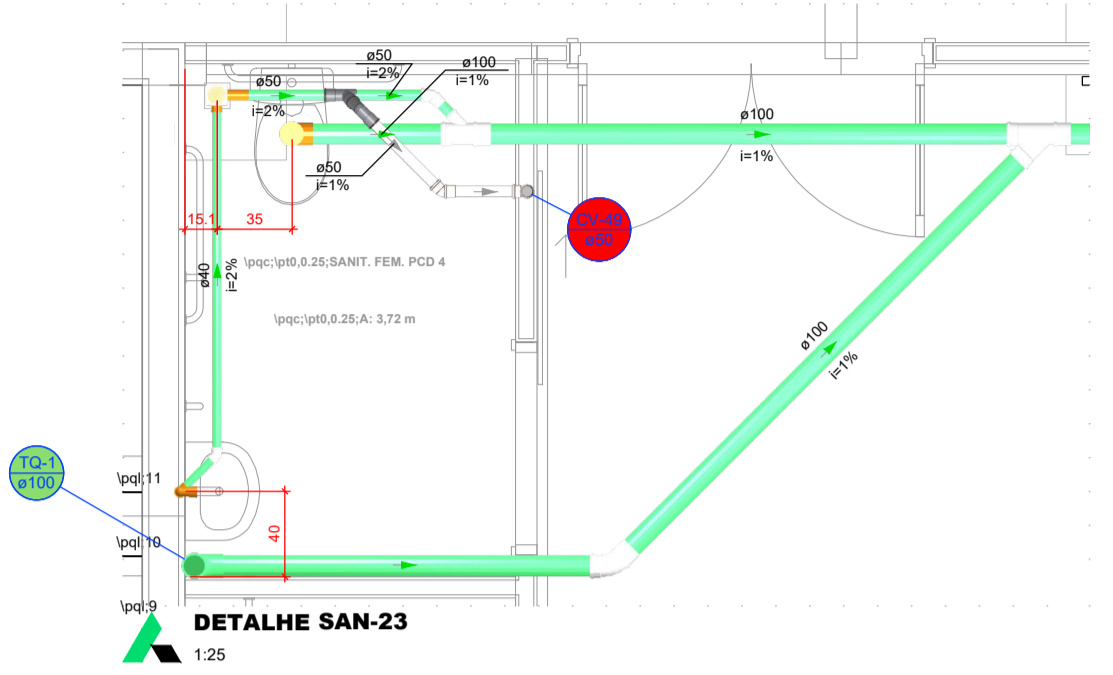 ø50
i=2%
ø100
i=1%
ø50
i=2%
ø100
i=1%
ø50
i=1%
15.1
35
CV-49
ø50
\pqc;\pt0,0.25;SANIT. FEM. PCD 4
ø40
i=2%
\pqc;\pt0,0.25;A: 3,72 m
ø100
i=1%
TQ-1
ø100
\pql;11
40
\pql;10
\pql;9
DETALHE SAN-23
1:25